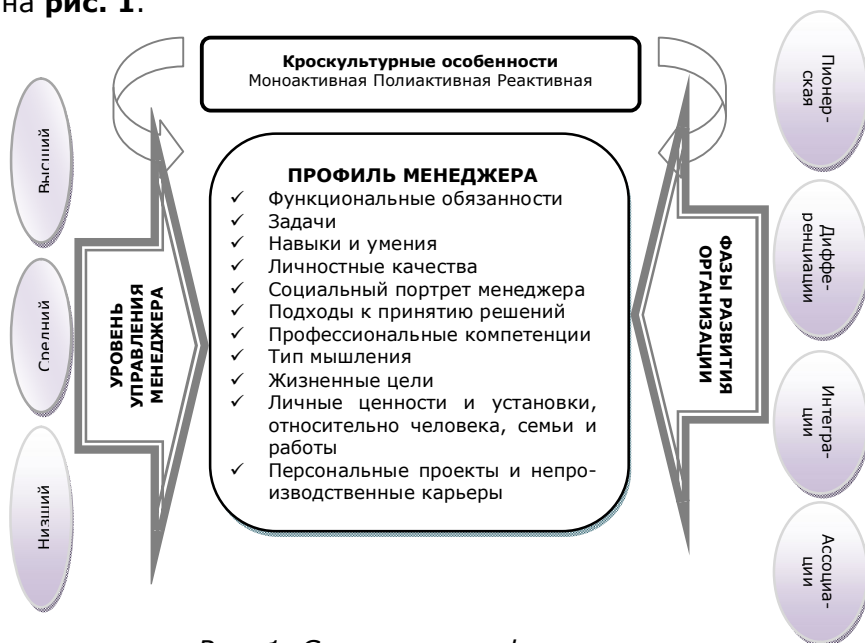 на рис. 1.
Кроскультурные особенности
Моноактивная Полиактивная Реактивная
Высший
Средний
Низший
УРОВЕНЬ
УПРАВЛЕНИЯ
МЕНЕДЖЕРА
ПРОФИЛЬ МЕНЕДЖЕРА
✓ Функциональные обязанности
✓ Задачи
✓ Навыки и умения
✓ Личностные качества
✓ Социальный портрет менеджера
✓ Подходы к принятию решений
✓ Профессиональные компетенции
✓ Тип мышления
✓ Жизненные цели
✓ Личные ценности и установки,
относительно человека, семьи и
работы
✓ Персональные проекты и непро-
изводственные карьеры
ФАЗЫ РАЗВИТИЯ
ОРГАНИЗАЦИИ
Пионер-
ская
Диффе-
ренциации
Интегра-
ции
Ассоциа-
ции